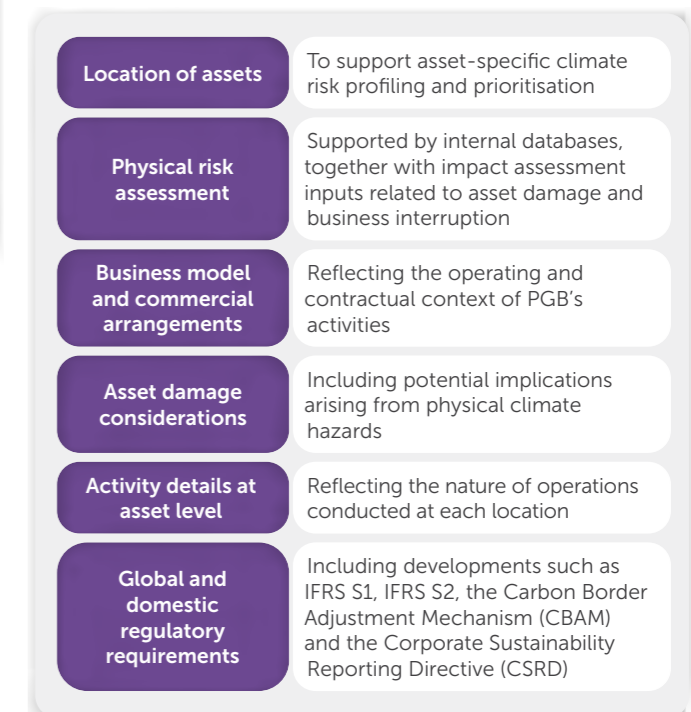 Location of assets
To support asset-specific climate
risk profiling and prioritisation
Physical risk
assessment
Supported by internal databases,
together with impact assessment
inputs related to asset damage and
business interruption
Business model
and commercial
arrangements
Reflecting the operating and
contractual context of PGB's
activities
Asset damage
considerations
Including potential implications
arising from physical climate
hazards
Activity details at
asset level
Reflecting the nature of operations
conducted at each location
Global and
domestic
regulatory
requirements
Including developments such as
IFRS S1, IFRS S2, the Carbon Border
Adjustment Mechanism (CBAM)
and the Corporate Sustainability
Reporting Directive (CSRD)